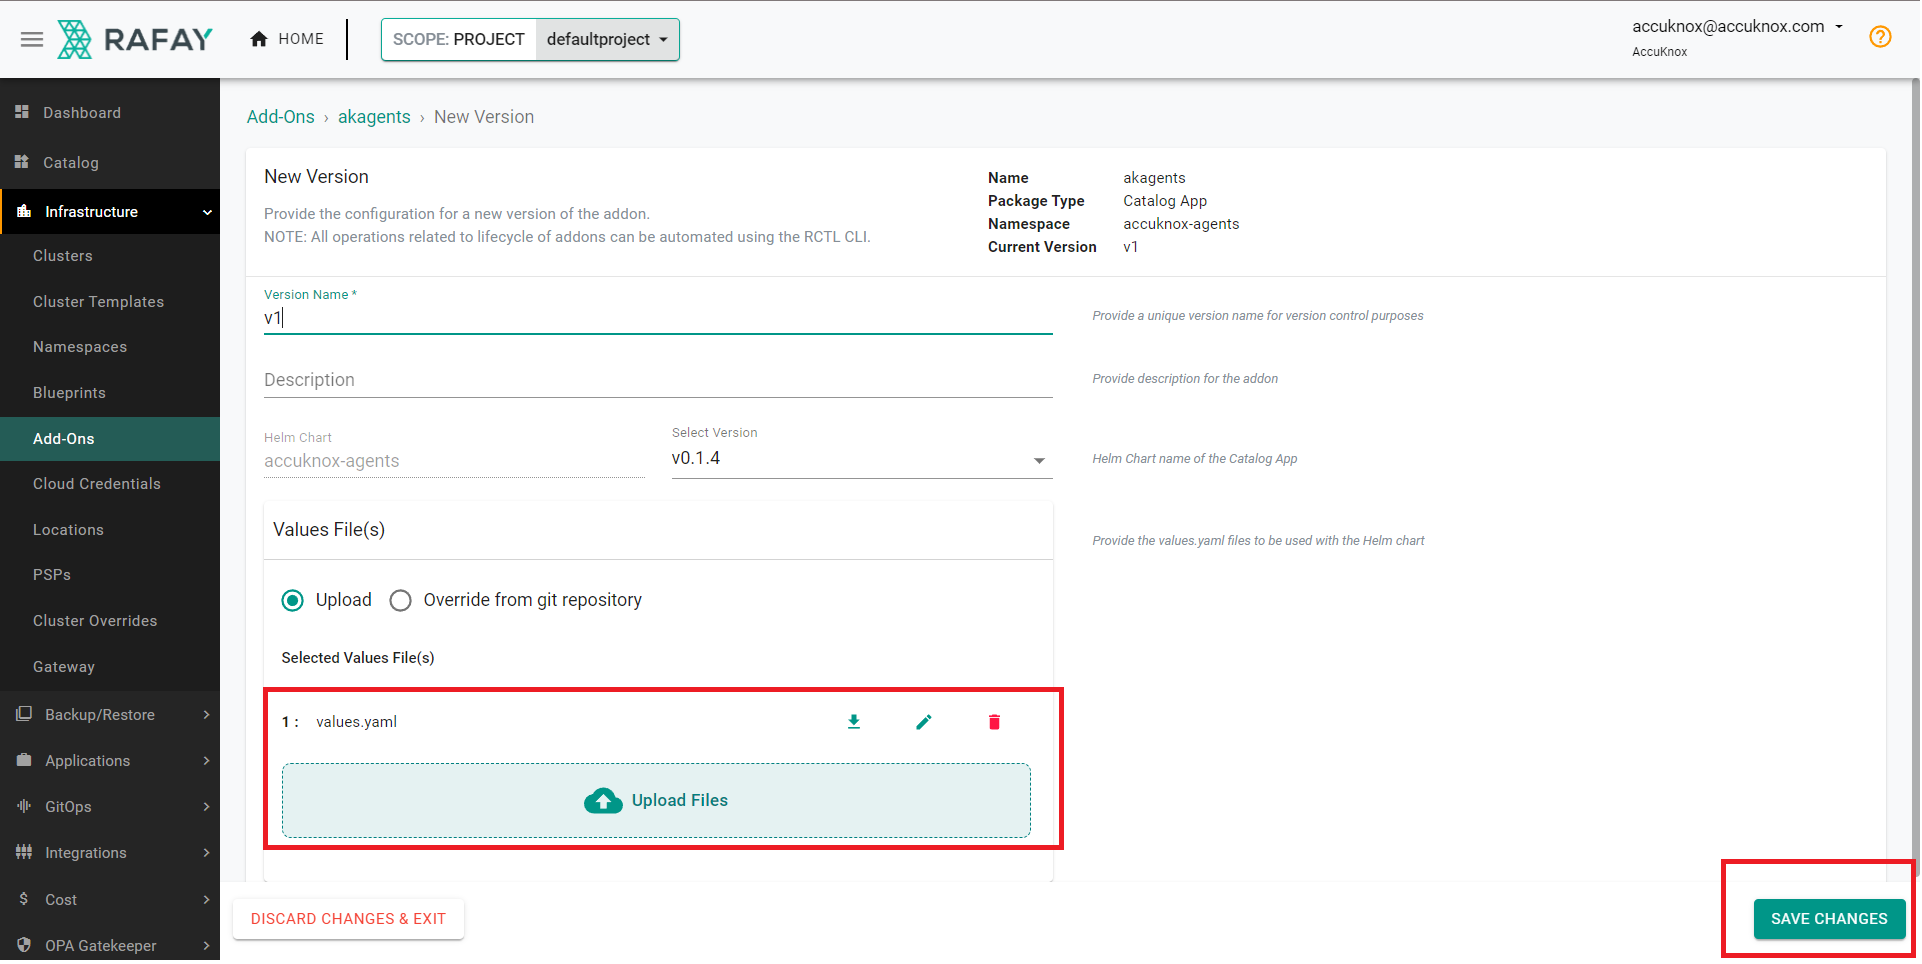 RAFAY
HOME
SCOPE: PROJECT defaultproject
accuknox@accuknox.com
AccuKnox
Dashboard
Catalog
Infrastructure
Clusters
Cluster Templates
Namespaces
Blueprints
Add-Ons
Cloud Credentials
Locations
PSPs
Cluster Overrides
Gateway
Backup/Restore
Applications
GitOps
Integrations
Cost
OPA Gatekeeper
Add-Ons › akagents › New Version
New Version
Provide the configuration for a new version of the addon.
NOTE: All operations related to lifecycle of addons can be automated using the RCTL CLI.
Name akagents
Package Type Catalog App
Namespace accuknox-agents
Current Version v1
Version Name *
v1
Provide a unique version name for version control purposes
Description
Provide description for the addon
Helm Chart
accuknox-agents
Select Version
v0.1.4
Helm Chart name of the Catalog App
Values File(s)
Provide the values.yaml files to be used with the Helm chart
Upload Override from git repository
Selected Values File(s)
1 : values.yaml
Upload Files
DISCARD CHANGES & EXIT
SAVE CHANGES